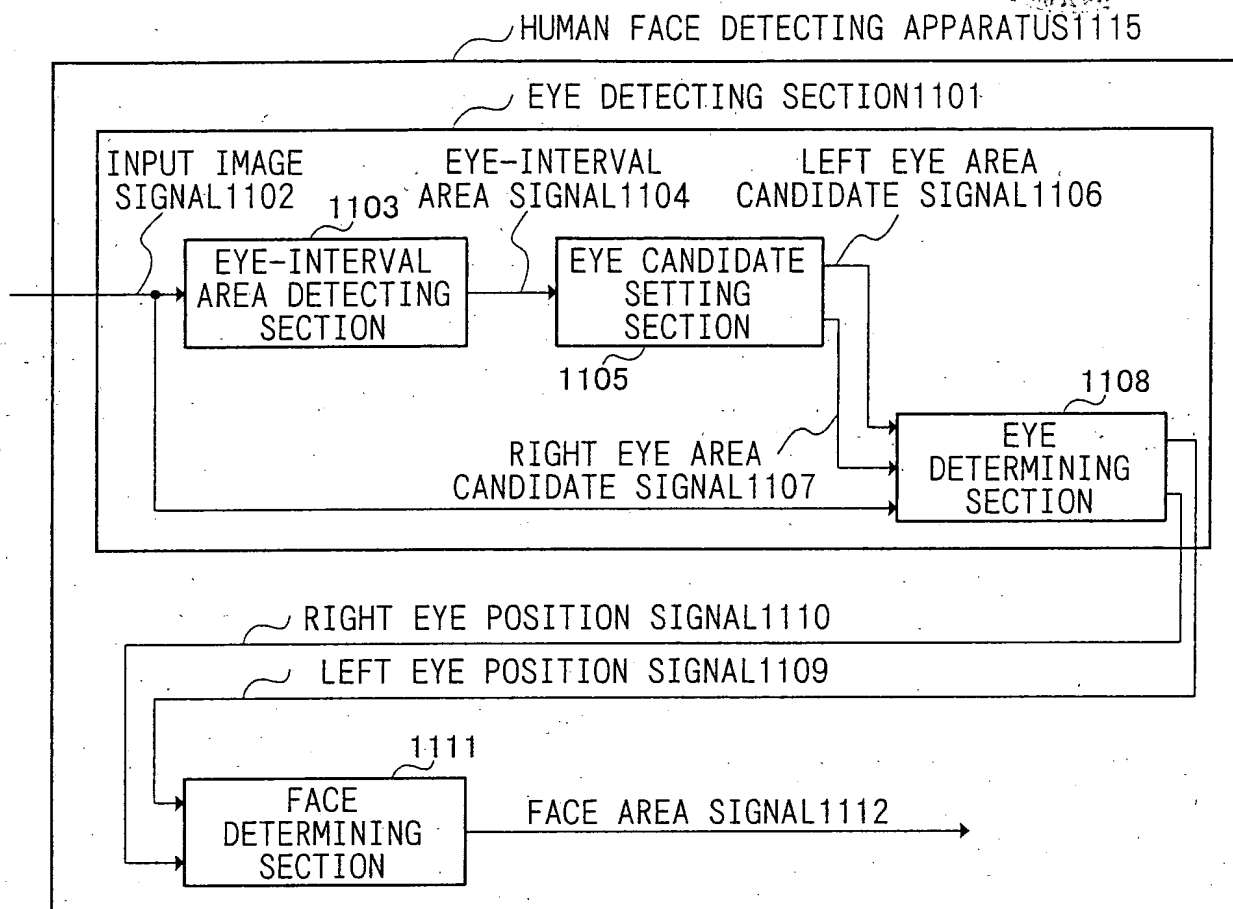 HUMAN FACE DETECTING APPARATUS1115
EYE DETECTING SECTION1101
INPUT IMAGE
SIGNAL1102
EYE-INTERVAL
AREA SIGNAL1104
LEFT EYE AREA
CANDIDATE SIGNAL1106
1103
EYE-INTERVAL
AREA DETECTING
SECTION
EYE CANDIDATE
SETTING
SECTION
1105
1108
EYE
DETERMINING
SECTION
RIGHT EYE AREA
CANDIDATE SIGNAL1107
RIGHT EYE POSITION SIGNAL1110
LEFT EYE POSITION SIGNAL1109
1111
FACE
DETERMINING
SECTION
FACE AREA SIGNAL1112